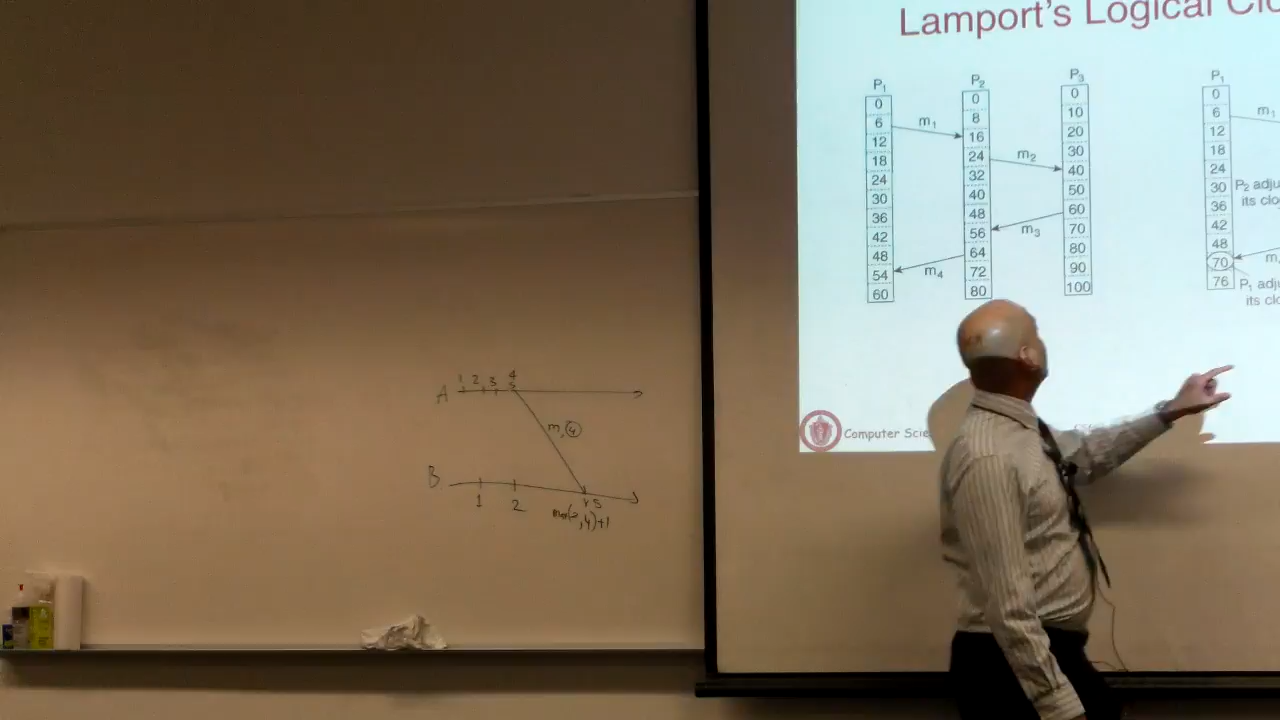 Lamport's Logical Clo
P1
0
6
12
18
24
30
36
42
48
54
60
m1
P2
0
8
16
24
32
40
48
56
64
72
80
m2
m3
m4
P3
0
10
20
30
40
50
60
70
80
90
100
P1
0
6
12
18
24
30
36
42
48
70
76
m1
P2 adju
its clo
m
P1 adju
its clo
Computer Scie
A 1 2 3 4
m, 4
B
1 2 5
max(2,4)+1